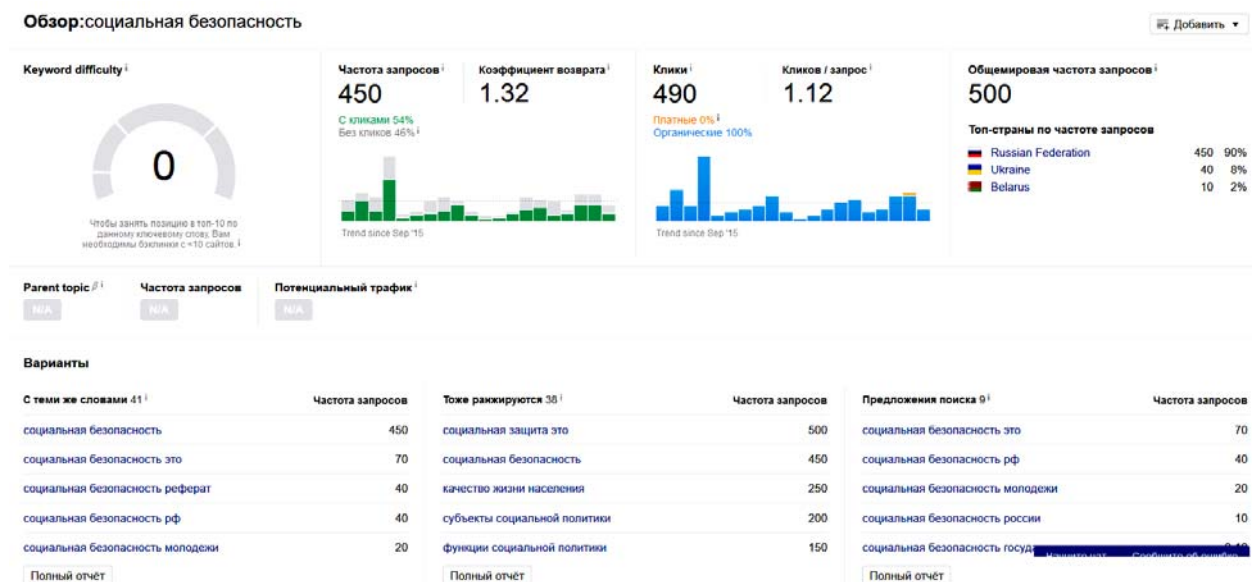 Обзор:социальная безопасность
Добавить
Keyword difficulty i
0
Чтобы занять позицию в топ-10 по
данному ключевому слову, Вам
необходимы бэклинки с ≈10 сайтов. i
Частота запросов i
450
С кликами 54%
Без кликов 46% i
Trend since Sep '15
Коэффициент возврата i
1.32
Клики i
490
Платные 0% i
Органические 100%
Trend since Sep '15
Кликов / запрос i
1.12
Общемировая частота запросов i
500
Топ-страны по частоте запросов
Russian Federation 450 90%
Ukraine 40 8%
Belarus 10 2%
Parent topic β i
N/A
Частота запросов
N/A
Потенциальный трафик i
N/A
Варианты
С теми же словами 41 i Частота запросов
социальная безопасность 450
социальная безопасность это 70
социальная безопасность реферат 40
социальная безопасность рф 40
социальная безопасность молодежи 20
Полный отчёт
Тоже ранжируются 38 i Частота запросов
социальная защита это 500
социальная безопасность 450
качество жизни населения 250
субъекты социальной политики 200
функции социальной политики 150
Полный отчёт
Предложения поиска 9 i Частота запросов
социальная безопасность это 70
социальная безопасность рф 40
социальная безопасность молодежи 20
социальная безопасность россии 10
социальная безопасность
Полный отчёт